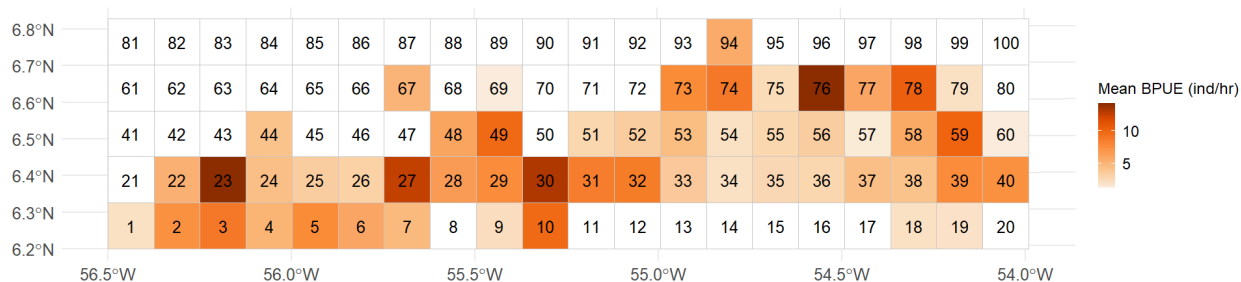 6.8°N 81 82 83 84 85 86 87 88 89 90 91 92 93 94 95 96 97 98 99 100
6.7°N
61 62 63 64 65 66 67 68 69 70 71 72 73 74 75 76 77 78 79 80
Mean BPUE (ind/hr)
6.6°N
41 42 43 44 45 46 47 48 49 50 51 52 53 54 55 56 57 58 59 60
10
6.5°N
5
6.4°N 21 22 23 24 25 26 27 28 29 30 31 32 33 34 35 36 37 38 39 40
6.3°N
1 2 3 4 5 6 7 8 9 10 11 12 13 14 15 16 17 18 19 20
6.2°N
56.5°W 56.0°W 55.5°W 55.0°W 54.5°W 54.0°W